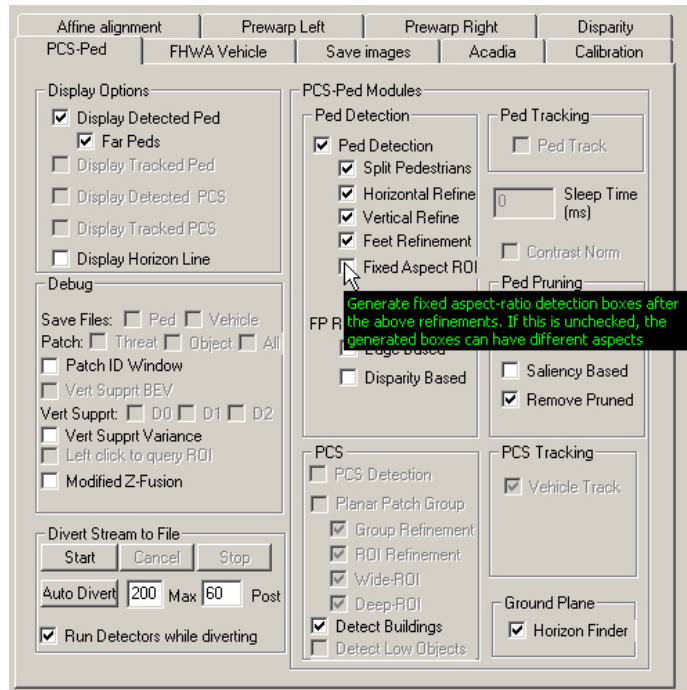 Affine alignment Prewarp Left Prewarp Right Disparity
PCS-Ped FHWA Vehicle Save images Acadia Calibration
Display Options
Display Detected Ped
Far Peds
Display Tracked Ped
Display Detected PCS
Display Tracked PCS
Display Horizon Line
Debug
Save Files: Ped Vehicle
Patch: Threat Object All
Patch ID Window
Vert Supprt BEV
Vert Supprt: D0 D1 D2
Vert Supprt Variance
Left click to query ROI
Modified Z-Fusion
Divert Stream to File
Start Cancel Stop
Auto Divert 200 Max 60 Post
Run Detectors while diverting
PCS-Ped Modules
Ped Detection
Ped Detection
Split Pedestrians
Horizontal Refine
Vertical Refine
Feet Refinement
Fixed Aspect ROI
Generate fixed aspect-ratio detection boxes after
the above refinements. If this is unchecked, the
generated boxes can have different aspects
FP R
Edge Based
Disparity Based
PCS
PCS Detection
Planar Patch Group
Group Refinement
ROI Refinement
Wide-ROI
Deep-ROI
Detect Buildings
Detect Low Objects
Ped Tracking
Ped Track
0 Sleep Time
(ms)
Contrast Norm
Ped Pruning
Saliency Based
Remove Pruned
PCS Tracking
Vehicle Track
Ground Plane
Horizon Finder